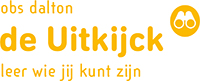 obs dalton
de Uitkijck
leer wie jij kunt zijn